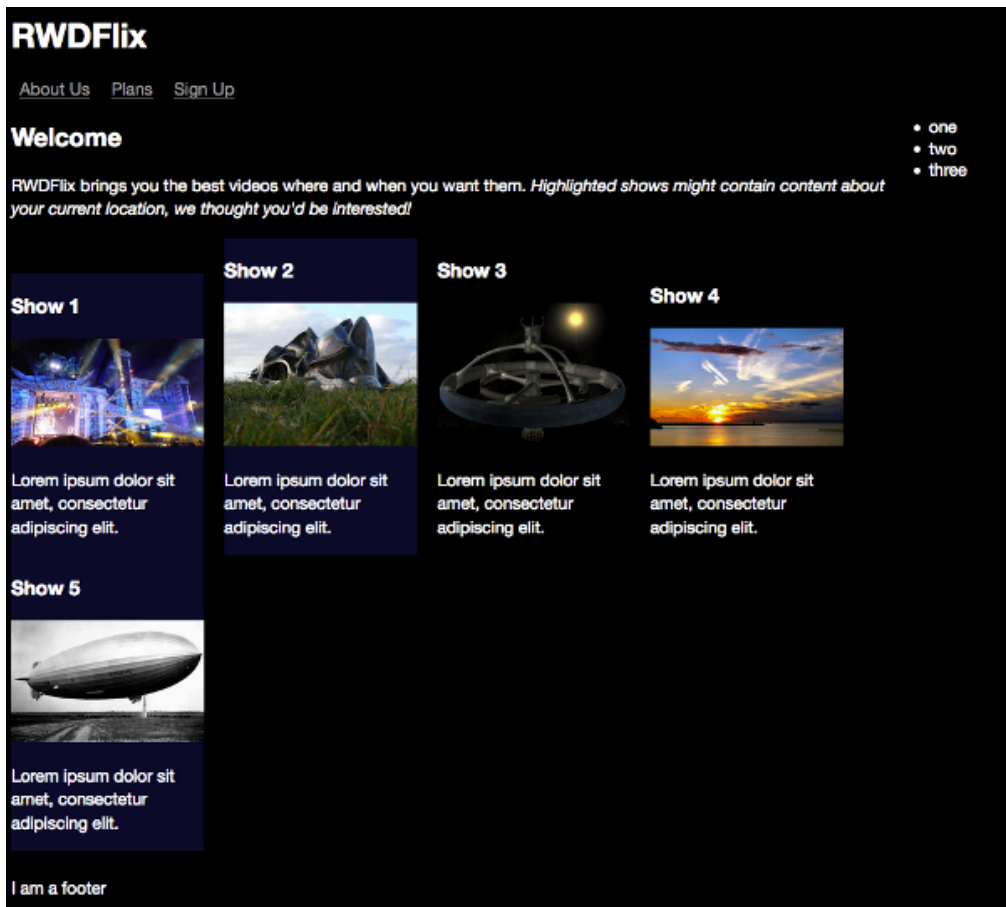 RWDFlix
About Us Plans Sign Up
Welcome
RWDFlix brings you the best videos where and when you want them. Highlighted shows might contain content about
your current location, we thought you'd be interested!
• one
• two
• three
Show 1
Lorem ipsum dolor sit
amet, consectetur
adipiscing elit.
Show 2
Lorem ipsum dolor sit
amet, consectetur
adipiscing elit.
Show 3
Lorem ipsum dolor sit
amet, consectetur
adipiscing elit.
Show 4
Lorem ipsum dolor sit
amet, consectetur
adipiscing elit.
Show 5
Lorem ipsum dolor sit
amet, consectetur
adipiscing elit.
I am a footer